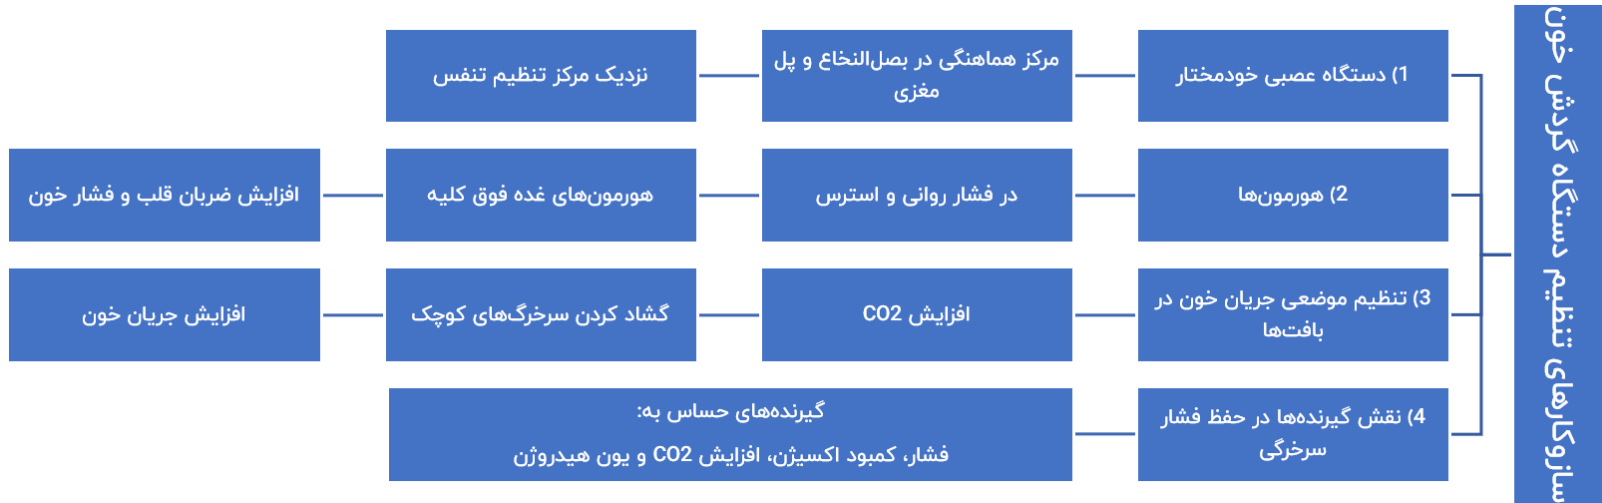 سازوکارهای تنظیم دستگاه گردش خون
1) دستگاه عصبی خودمختار
مرکز هماهنگی در بصل‌النخاع و پل
مغزی
نزدیک مرکز تنظیم تنفس
2) هورمون‌ها
در فشار روانی و استرس
هورمون‌های غده فوق کلیه
افزایش ضربان قلب و فشار خون
3) تنظیم موضعی جریان خون در
بافت‌ها
افزایش CO2
گشاد کردن سرخرگ‌های کوچک
افزایش جریان خون
4) نقش گیرنده‌ها در حفظ فشار
سرخرگی
گیرنده‌های حساس به:
فشار، کمبود اکسیژن، افزایش CO2 و یون هیدروژن